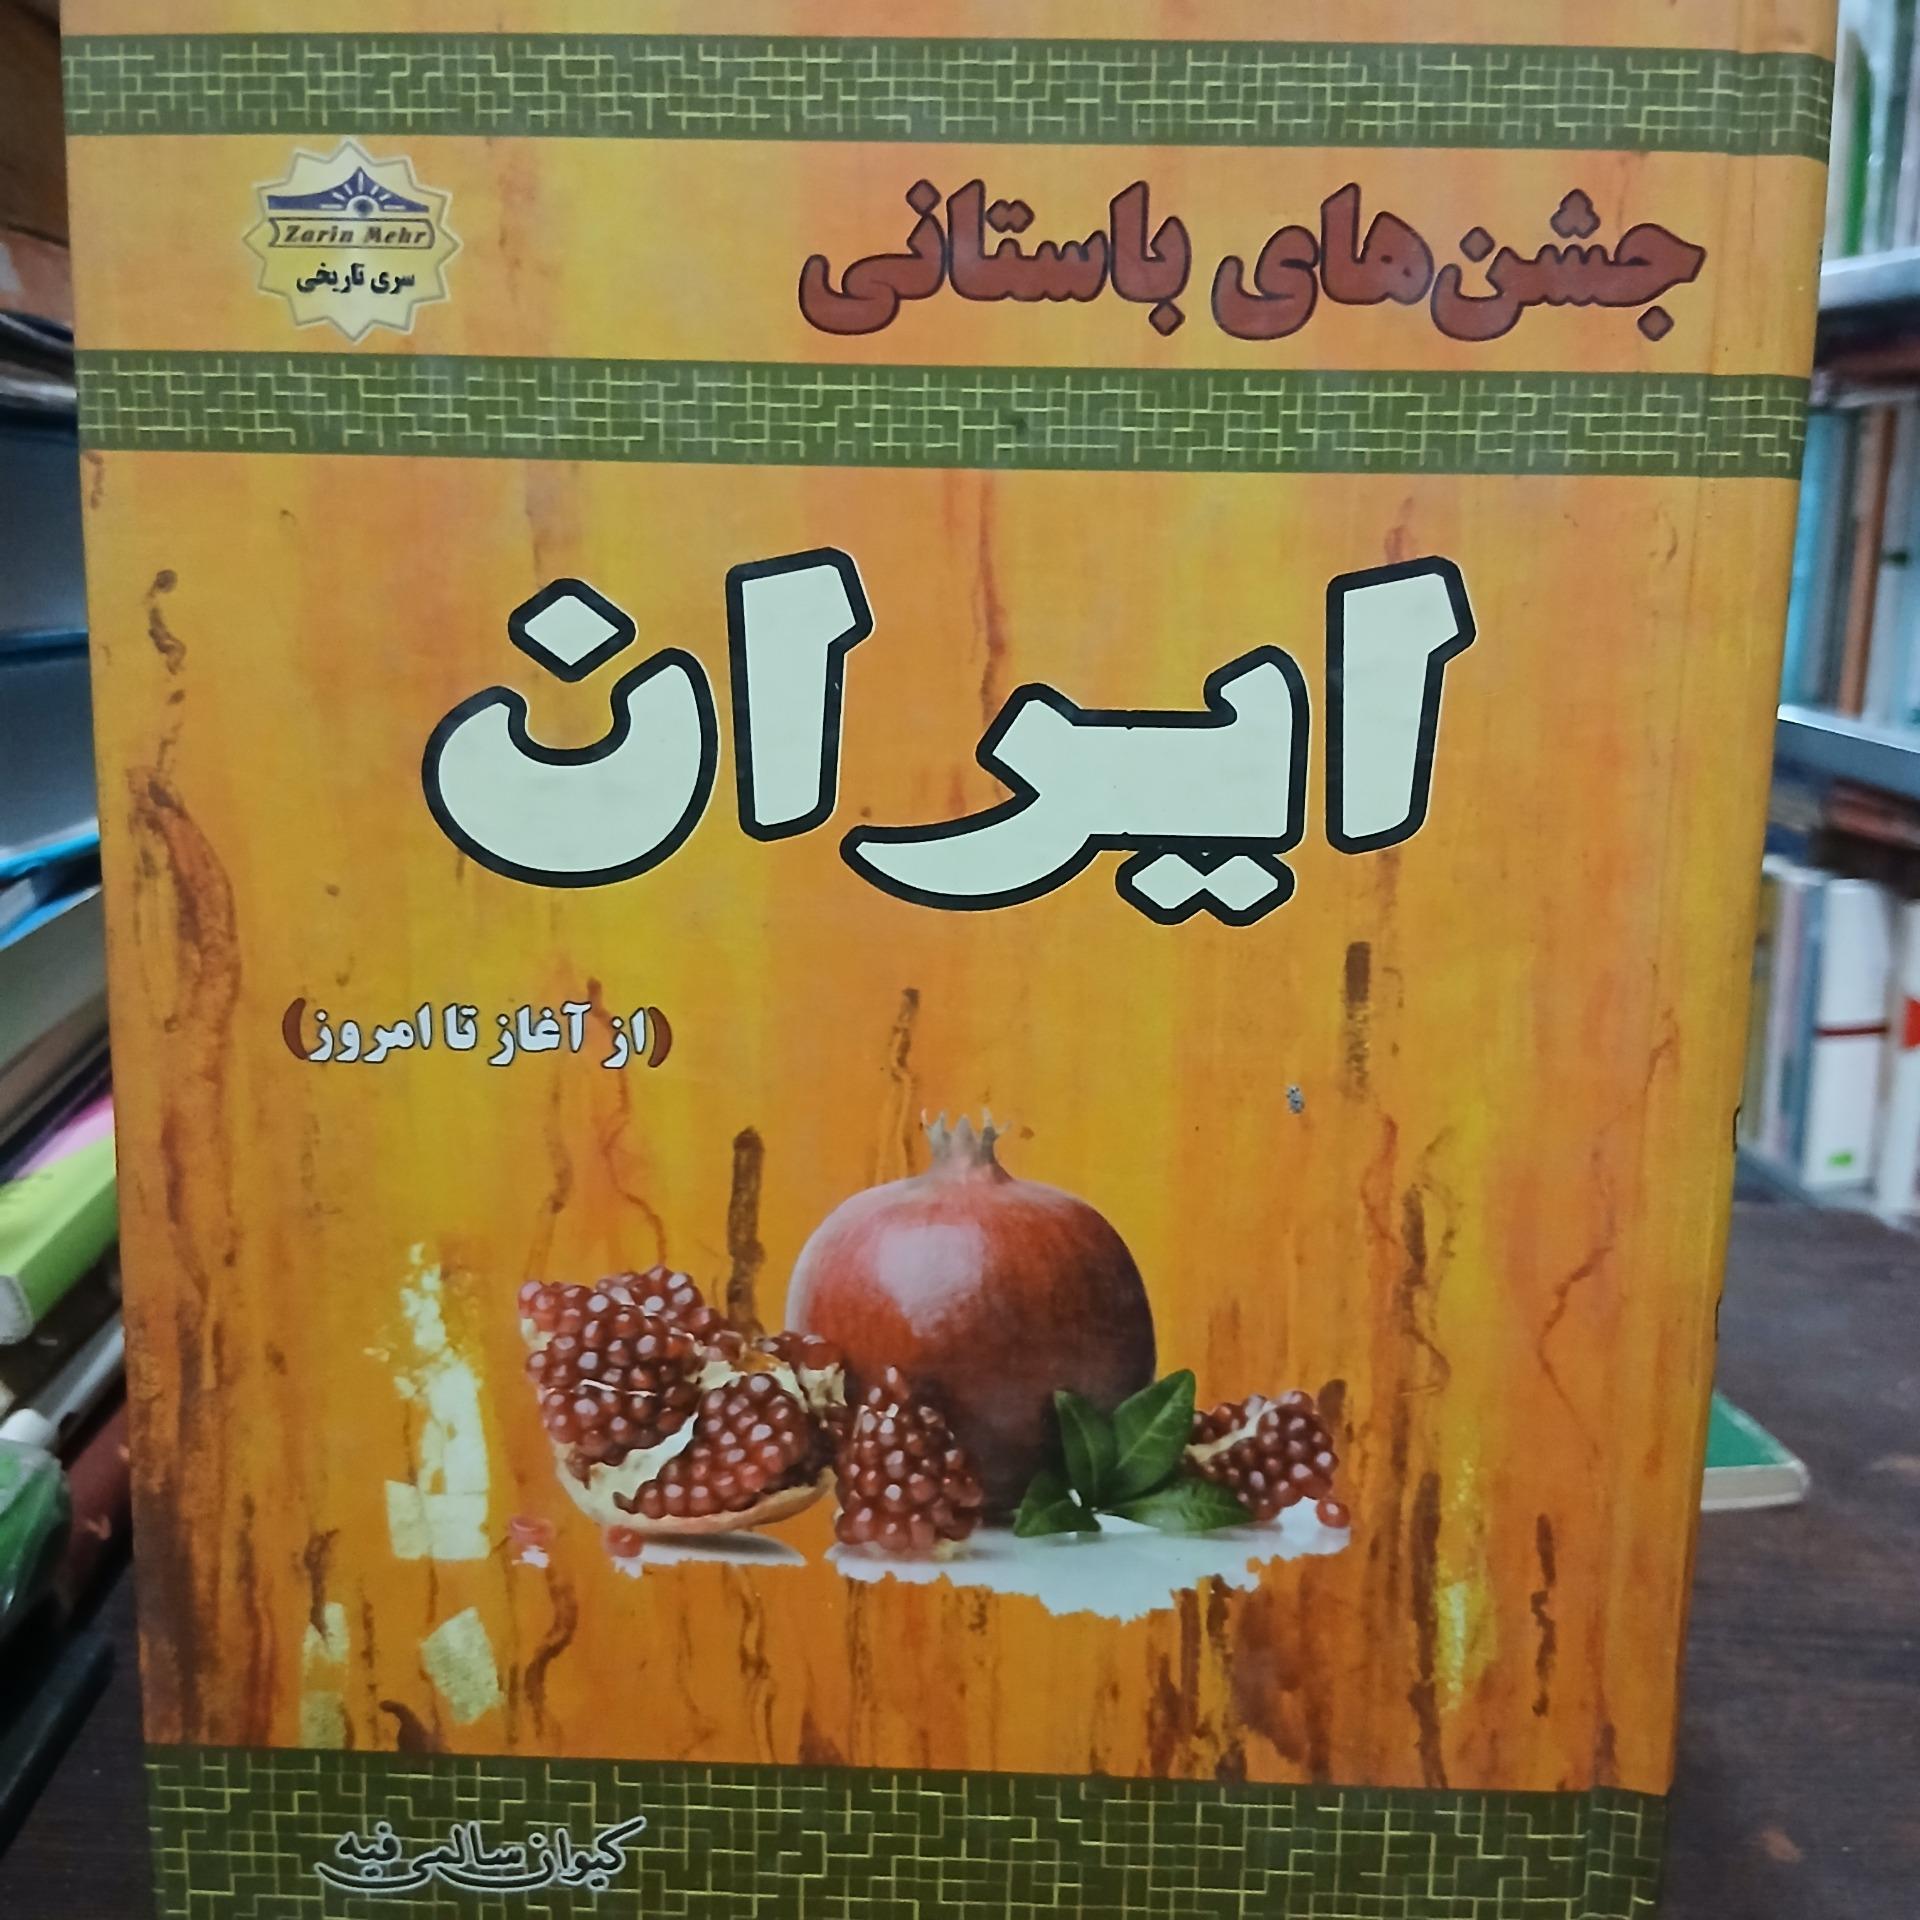 جشن‌های باستانی
Zarin Mehr
سری تاریخی
ایران
(از آغاز تا امروز)
کیوان سالمی فیه